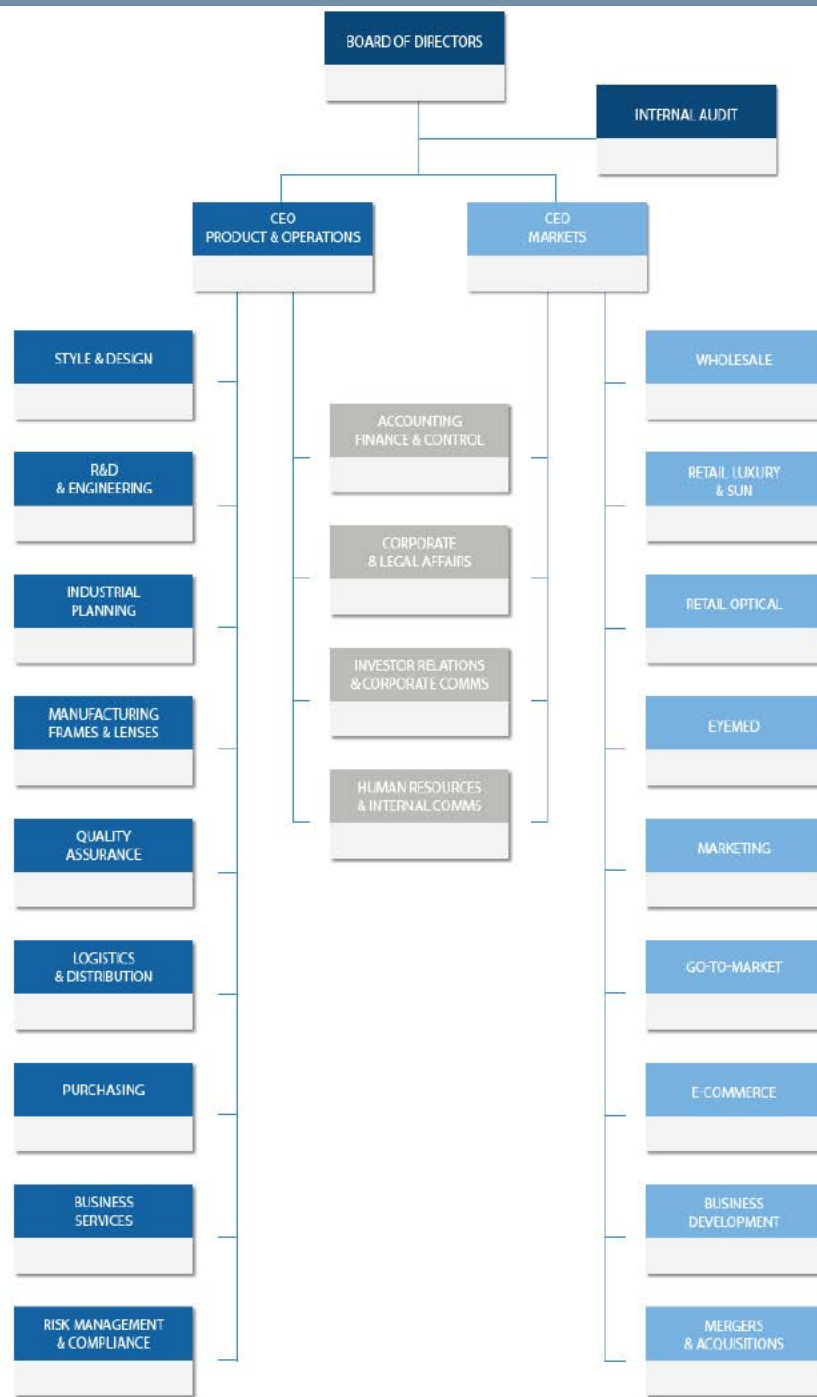 BOARD OF DIRECTORS
INTERNAL AUDIT
CEO
PRODUCT & OPERATIONS
CEO
MARKETS
STYLE & DESIGN
R&D
& ENGINEERING
INDUSTRIAL
PLANNING
MANUFACTURING
FRAMES & LENSES
QUALITY
ASSURANCE
LOGISTICS
& DISTRIBUTION
PURCHASING
BUSINESS
SERVICES
RISK MANAGEMENT
& COMPLIANCE
ACCOUNTING
FINANCE & CONTROL
CORPORATE
& LEGAL AFFAIRS
INVESTOR RELATIONS
& CORPORATE COMMS
HUMAN RESOURCES
& INTERNAL COMMS
WHOLESALE
RETAIL LUXURY
& SUN
RETAIL OPTICAL
EYEMED
MARKETING
GO-TO-MARKET
E-COMMERCE
BUSINESS
DEVELOPMENT
MERGERS
& ACQUISITIONS